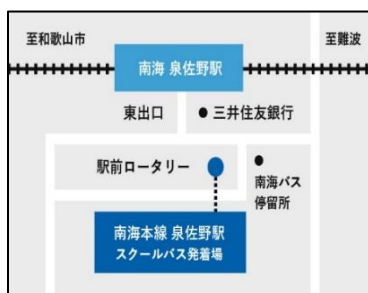 至和歌山市
至難波
南海 泉佐野駅
東出口
● 三井住友銀行
駅前ロータリー
●
南海バス
停留所
南海本線 泉佐野駅
スクールバス発着場